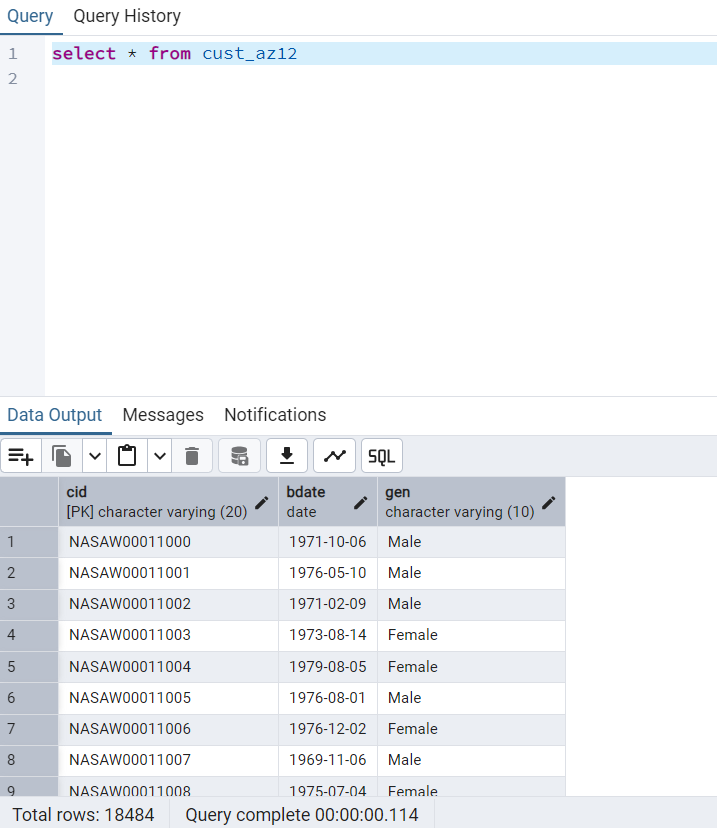 Query Query History
1 select * from cust_az12
2
Data Output Messages Notifications
SQL
cid bdate gen
[PK] character varying (20) date character varying (10)
1 NASAW00011000 1971-10-06 Male
2 NASAW00011001 1976-05-10 Male
3 NASAW00011002 1971-02-09 Male
4 NASAW00011003 1973-08-14 Female
5 NASAW00011004 1979-08-05 Female
6 NASAW00011005 1976-08-01 Male
7 NASAW00011006 1976-12-02 Female
8 NASAW00011007 1969-11-06 Male
9 NASAW00011008 1975-07-04 Female
Total rows: 18484 Query complete 00:00:00.114